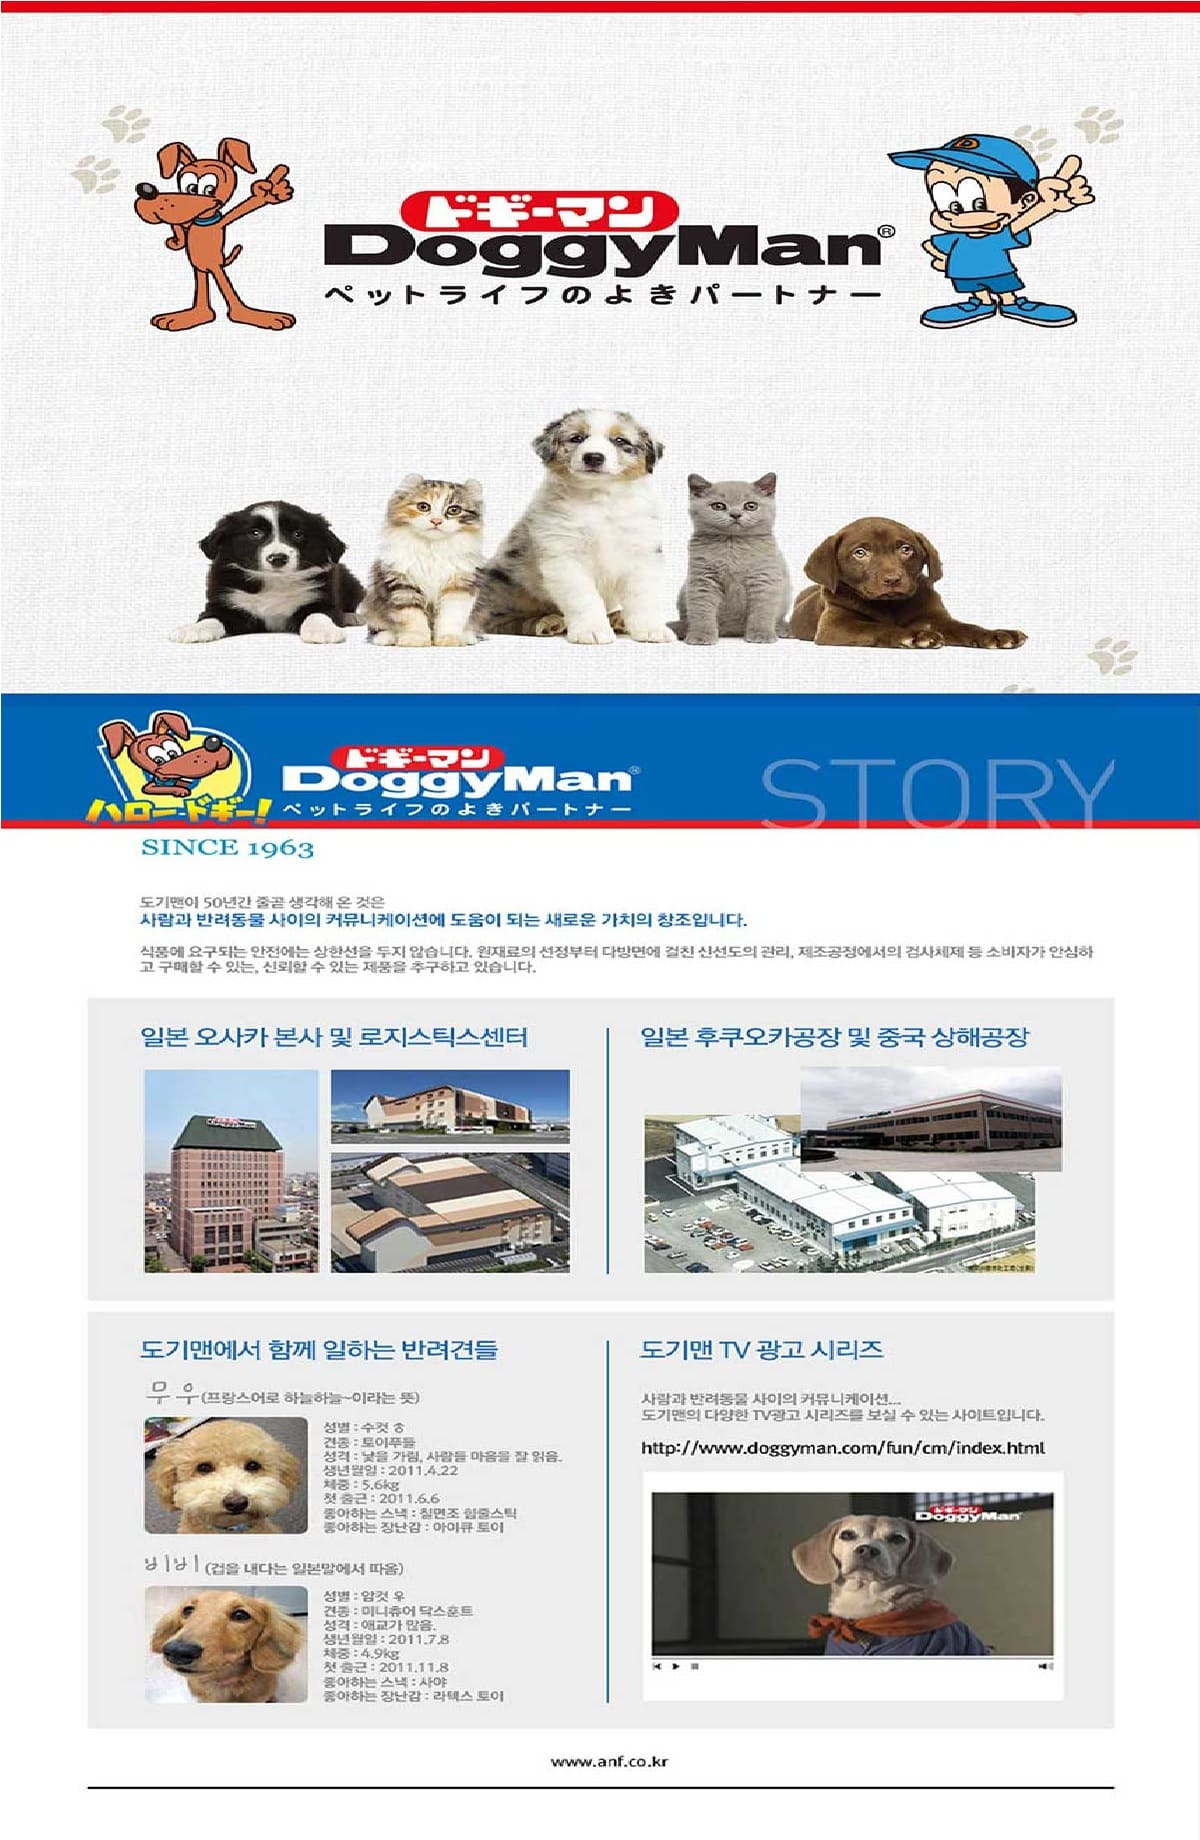 ドギーマン
DoggyMan®
ペットライフのよきパートナー
ハロー・ドギー!
ドギーマン
DoggyMan®
ペットライフのよきパートナー
STORY
SINCE 1963
도기맨이 50년간 줄곧 생각해 온 것은
사람과 반려동물 사이의 커뮤니케이션에 도움이 되는 새로운 가치의 창조입니다.
식품에 요구되는 안전에는 상한선을 두지 않습니다. 원재료의 선정부터 다방면에 걸친 신선도의 관리, 제조공정에서의 검사체제 등 소비자가 안심하
고 구매할 수 있는, 신뢰할 수 있는 제품을 추구하고 있습니다.
일본 오사카 본사 및 로지스틱스센터
일본 후쿠오카공장 및 중국 상해공장
도기맨에서 함께 일하는 반려견들
무우 (프랑스어로 하늘하늘~이라는 뜻)
성별 : 수컷 ㅎ
견종 : 토이푸들
성격 : 낯을 가림, 사람들 마음을 잘 읽음.
생년월일 : 2011.4.22
체중 : 5.6kg
첫 출근 : 2011.6.6
좋아하는 스낵 : 칠면조 힘줄스틱
좋아하는 장난감 : 아이큐 토이
비비 (겁을 내다는 일본말에서 따옴)
성별 : 암컷 우
견종 : 미니츄어 닥스훈트
성격 : 애교가 많음.
생년월일 : 2011.7.8
체중 : 4.9kg
첫 출근 : 2011.11.8
좋아하는 스낵 : 사야
좋아하는 장난감 : 라텍스 토이
도기맨 TV 광고 시리즈
사람과 반려동물 사이의 커뮤니케이션...
도기맨의 다양한 TV광고 시리즈를 보실 수 있는 사이트입니다.
http://www.doggyman.com/fun/cm/index.html
ドギーマン
DoggyMan
www.anf.co.kr